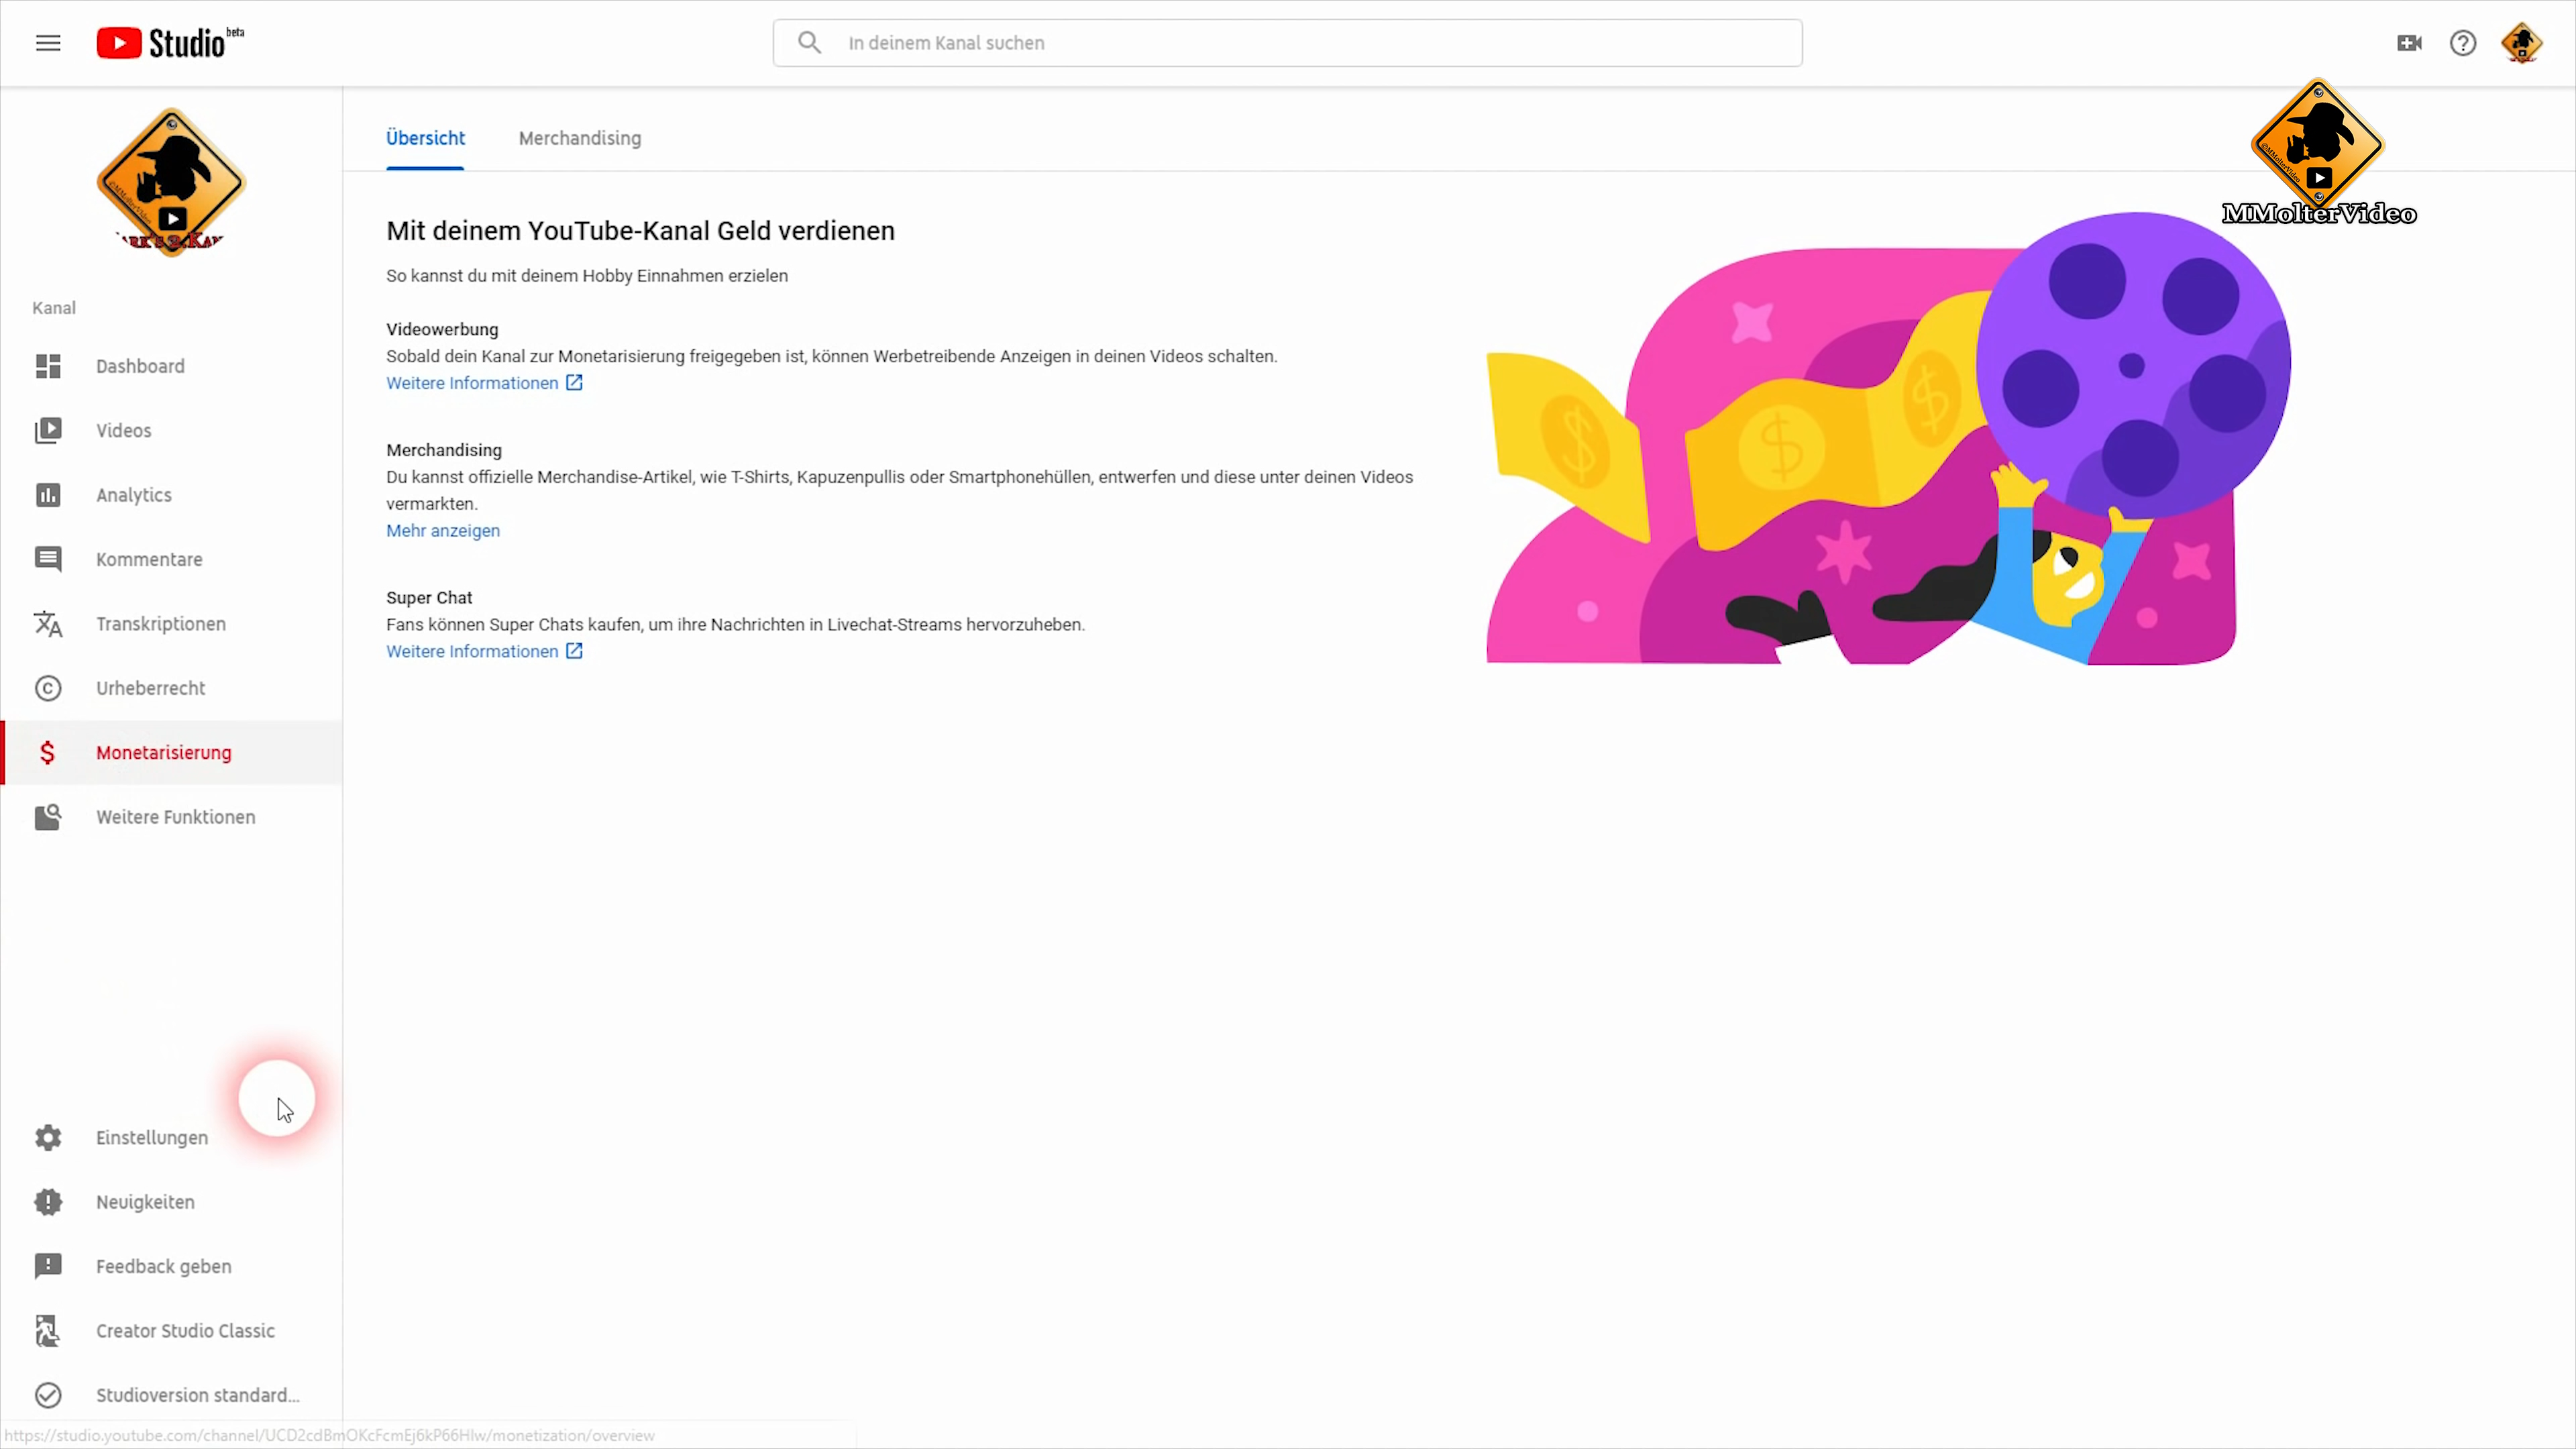 Studio beta
In deinem Kanal suchen
MMolterVideo
Übersicht
Merchandising
Kanal
Dashboard
Videos
Analytics
Kommentare
Transkriptionen
Urheberrecht
Monetarisierung
Weitere Funktionen
Einstellungen
Neuigkeiten
Feedback geben
Creator Studio Classic
Studioversion standard...
Mit deinem YouTube-Kanal Geld verdienen
So kannst du mit deinem Hobby Einnahmen erzielen
Videowerbung
Sobald dein Kanal zur Monetarisierung freigegeben ist, können Werbetreibende Anzeigen in deinen Videos schalten.
Weitere Informationen
Merchandising
Du kannst offizielle Merchandise-Artikel, wie T-Shirts, Kapuzenpullis oder Smartphonehüllen, entwerfen und diese unter deinen Videos
vermarkten.
Mehr anzeigen
Super Chat
Fans können Super Chats kaufen, um ihre Nachrichten in Livechat-Streams hervorzuheben.
Weitere Informationen
https://studio.youtube.com/channel/UCD2cdBmOKcFcmEj6kP66HIw/monetization/overview